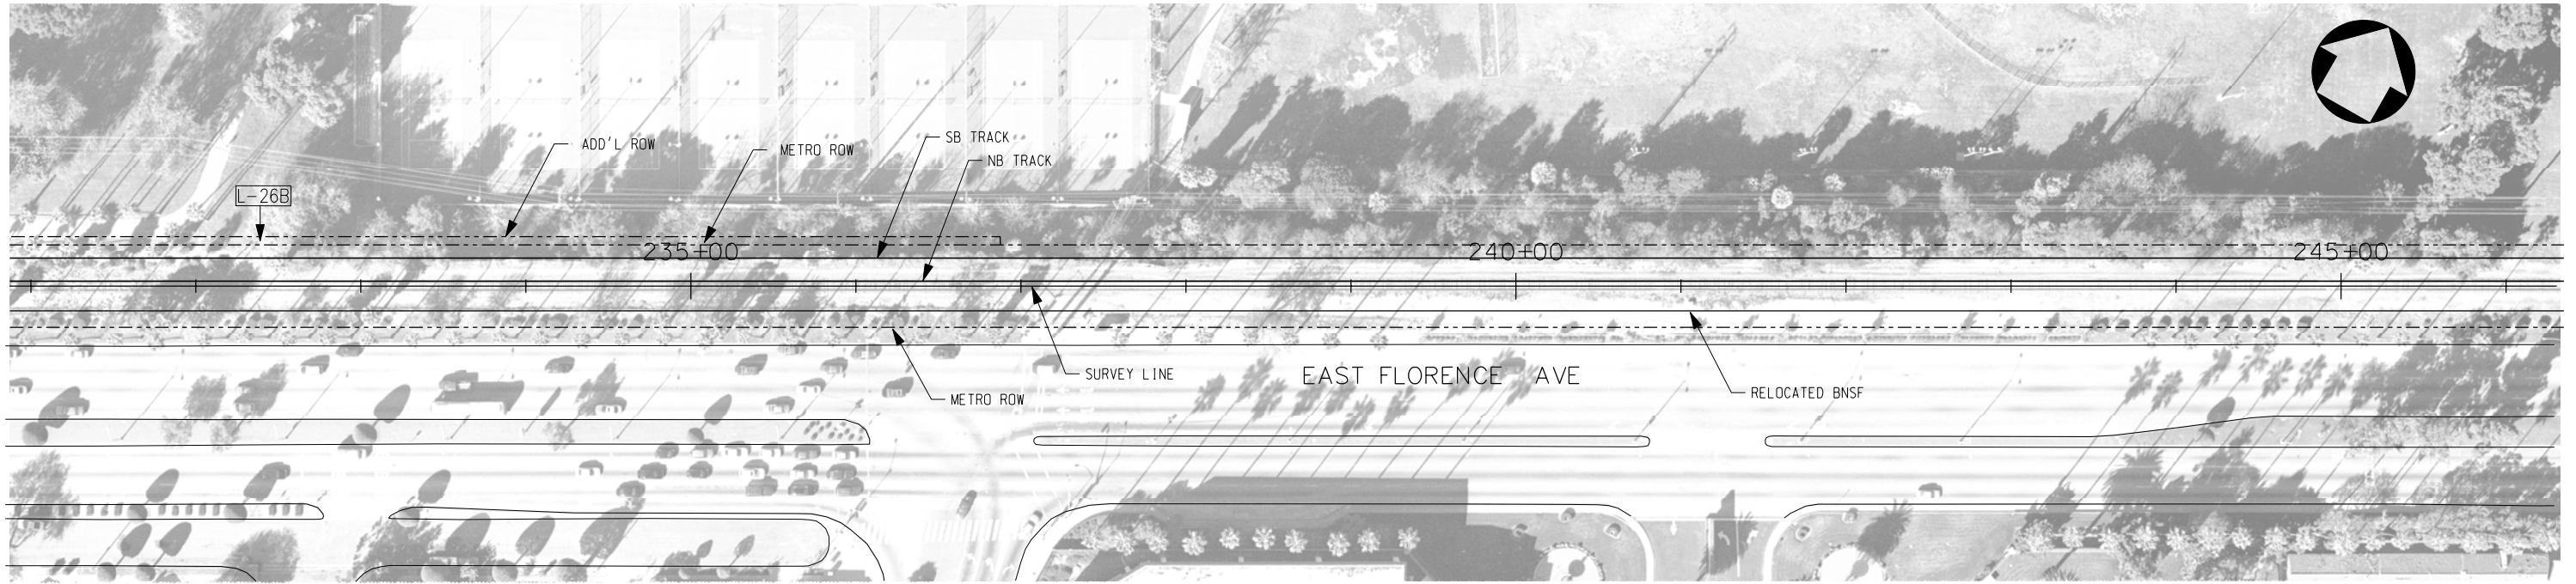 ADD'L ROW
METRO ROW
SB TRACK
NB TRACK
L-26B
235+00
240+00
245+00
SURVEY LINE
EAST FLORENCE AVE
METRO ROW
RELOCATED BNSF